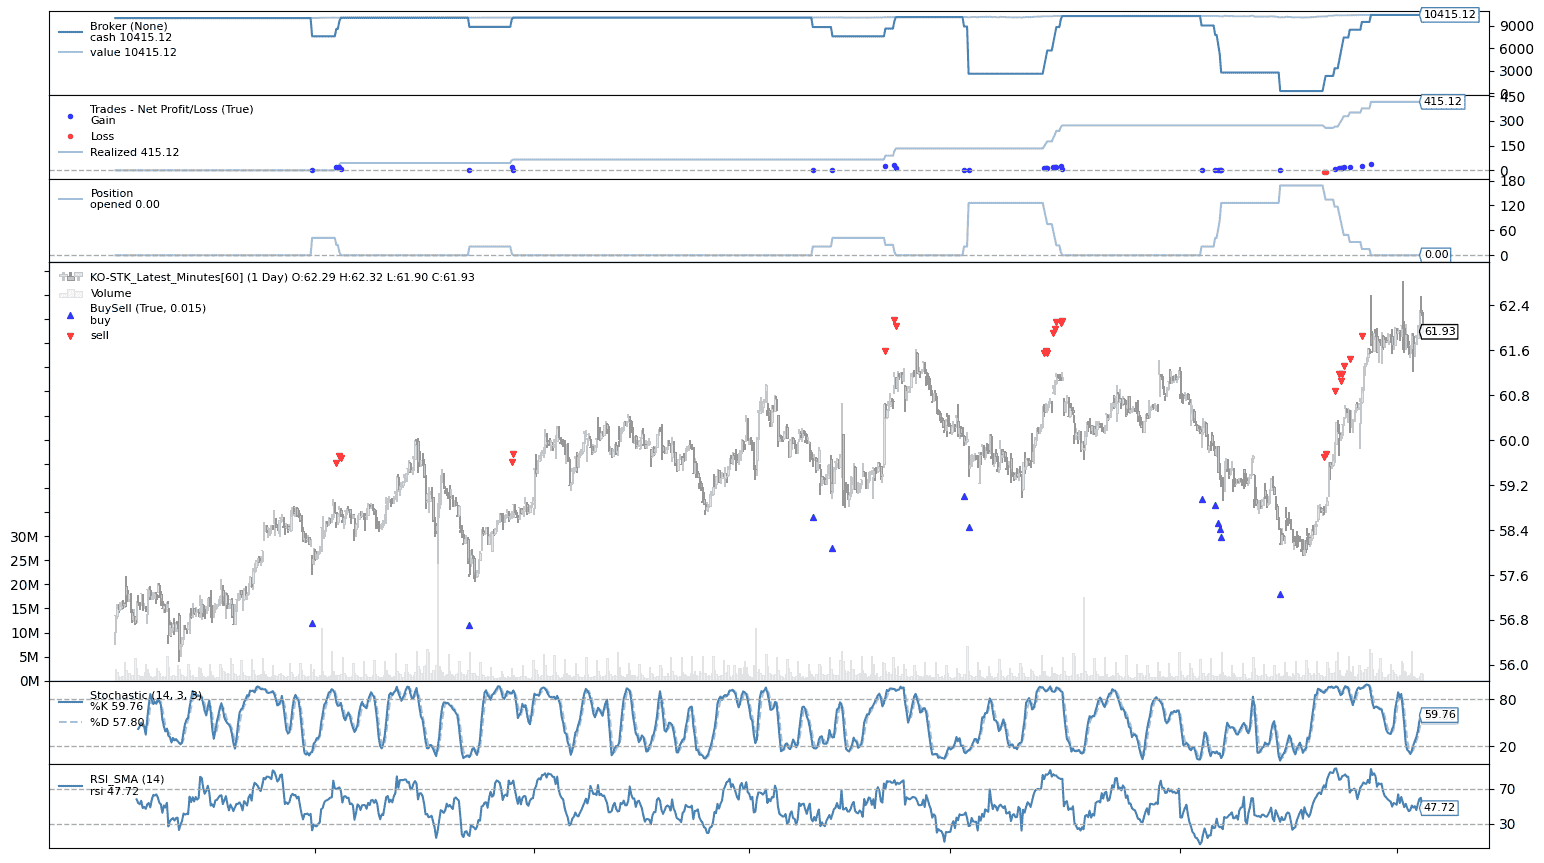 Broker (None)
cash 10415.12
value 10415.12
10415.12
9000
6000
3000
0
Trades - Net Profit/Loss (True)
Gain
Loss
Realized 415.12
450
415.12
300
150
0
Position
opened 0.00
180
120
60
0
0.00
KO-STK_Latest_Minutes[60] (1 Day) O:62.29 H:62.32 L:61.90 C:61.93
Volume
BuySell (True, 0.015)
buy
sell
62.4
61.93
61.6
60.8
60.0
59.2
58.4
57.6
56.8
56.0
30M
25M
20M
15M
10M
5M
0M
Stochastic (14, 3, 3)
%K 59.76
%D 57.80
80
59.76
20
RSI_SMA (14)
rsi 47.72
70
47.72
30